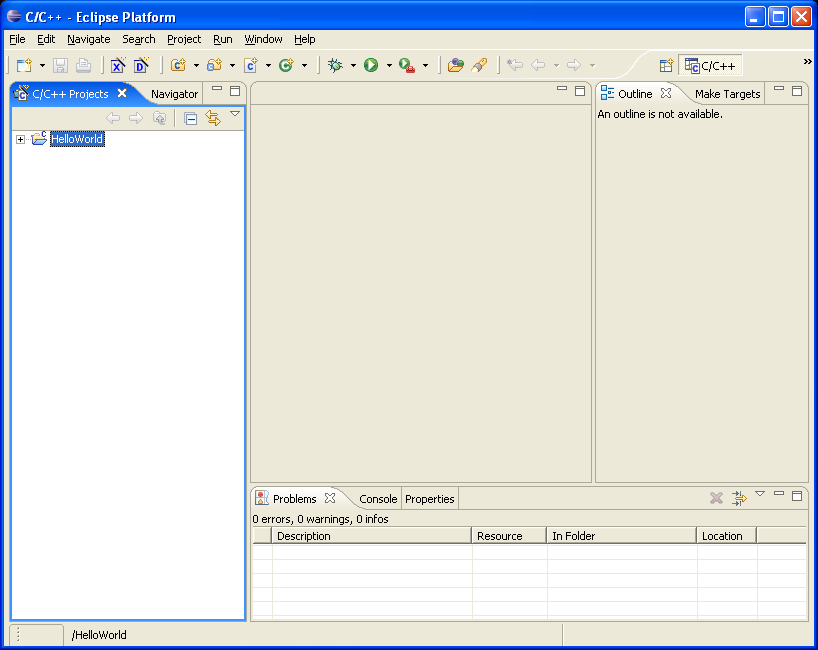 C/C++ - Eclipse Platform
File Edit Navigate Search Project Run Window Help
C/C++ »
C/C++ Projects Navigator
Outline Make Targets
HelloWorld
An outline is not available.
Problems Console Properties
0 errors, 0 warnings, 0 infos
Description Resource In Folder Location
/HelloWorld